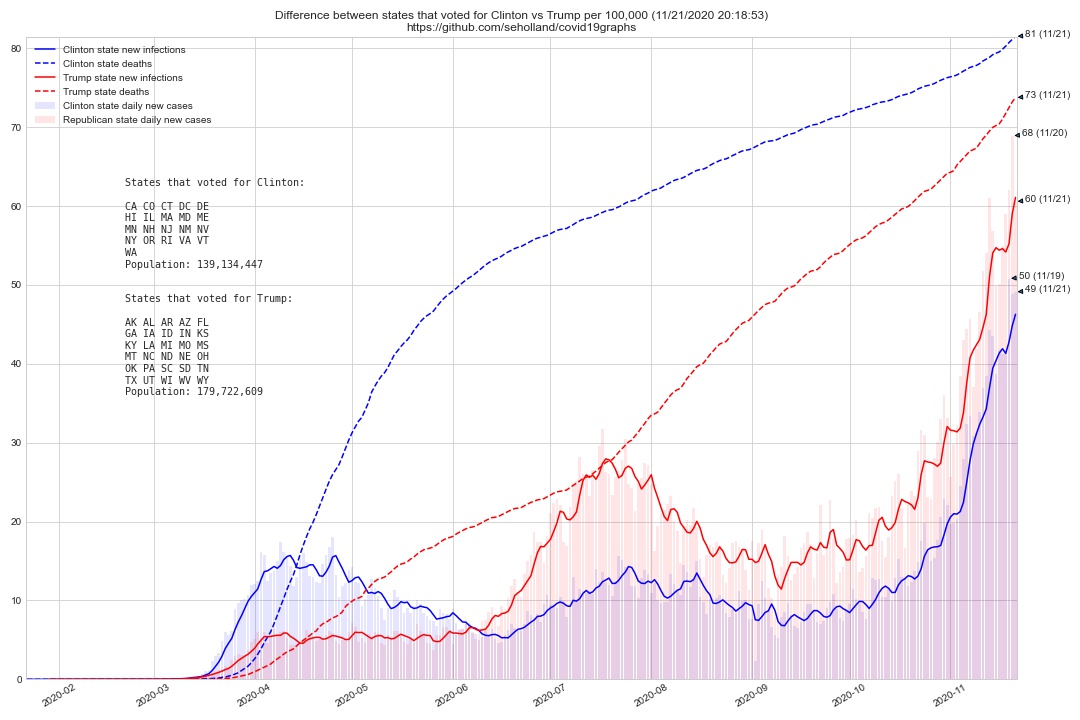 Difference between states that voted for Clinton vs Trump per 100,000 (11/21/2020 20:18:53)
https://github.com/seholland/covid19graphs
Clinton state new infections
Clinton state deaths
Trump state new infections
Trump state deaths
Clinton state daily new cases
Republican state daily new cases
States that voted for Clinton:
CA CO CT DC DE
HI IL MA MD ME
MN NH NJ NM NV
NY OR RI VA VT
WA
Population: 139,134,447
States that voted for Trump:
AK AL AR AZ FL
GA IA ID IN KS
KY LA MI MO MS
MT NC ND NE OH
OK PA SC SD TN
TX UT WI WV WY
Population: 179,722,609
81 (11/21)
73 (11/21)
68 (11/20)
60 (11/21)
50 (11/19)
49 (11/21)
80
70
60
50
40
30
20
10
0
2020-02
2020-03
2020-04
2020-05
2020-06
2020-07
2020-08
2020-09
2020-10
2020-11